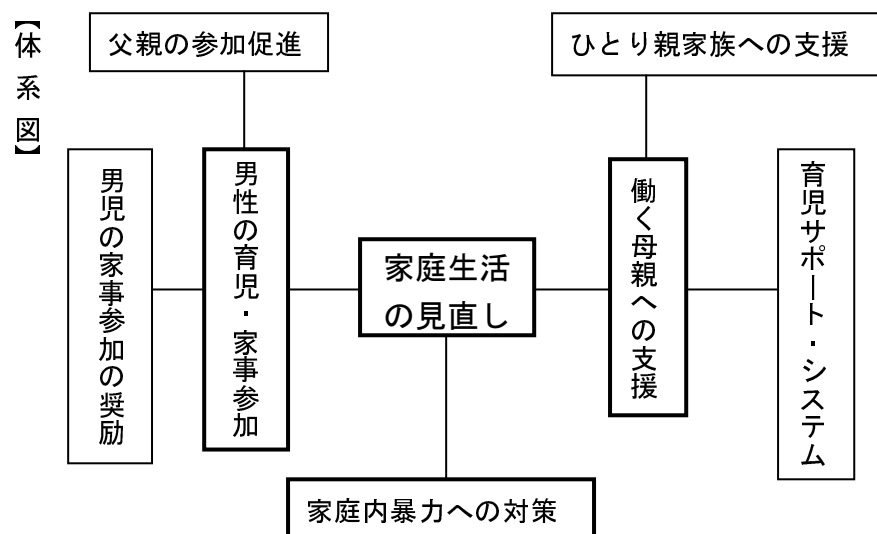 【体系図】
父親の参加促進
ひとり親家族への支援
男児の家事参加の奨励
男性の育児・家事参加
家庭生活
の見直し
働く母親への支援
育児サポート・システム
家庭内暴力への対策